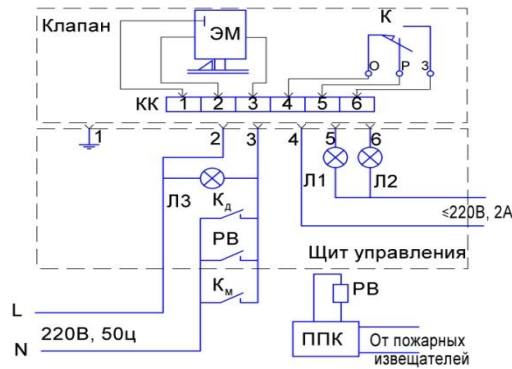 Клапан
ЭМ
К
О Р З
КК 1 2 3 4 5 6
1 2 3 4 5 6
Л3
Кд
Л1 Л2
≤220В, 2А
РВ
Щит управления
Км
L
220В, 50ц
N
РВ
ППК
От пожарных
извещателей